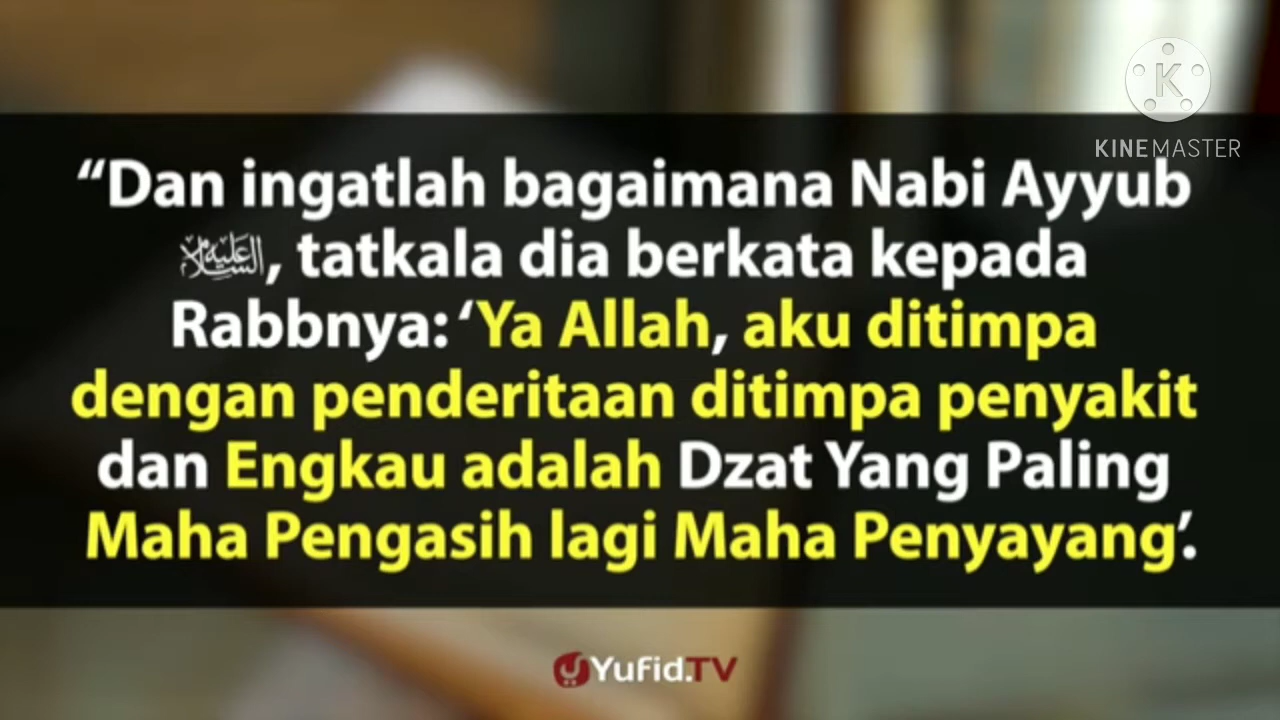 K
KINEMASTER
“Dan ingatlah bagaimana Nabi Ayyub
عليه السلام, tatkala dia berkata kepada
Rabbnya: ‘Ya Allah, aku ditimpa
dengan penderitaan ditimpa penyakit
dan Engkau adalah Dzat Yang Paling
Maha Pengasih lagi Maha Penyayang’.
Yufid.TV